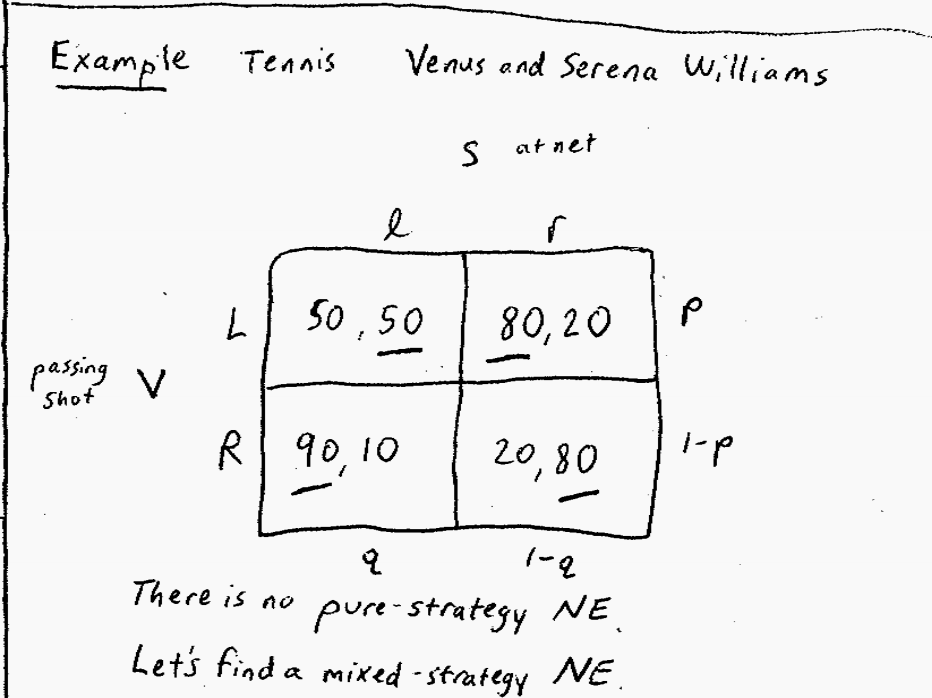 Example Tennis Venus and Serena Williams
S at net
l r
L 50, 50 80, 20 p
passing shot V
R 90, 10 20, 80 1-p
q 1-q
There is no pure-strategy NE.
Let's find a mixed-strategy NE.